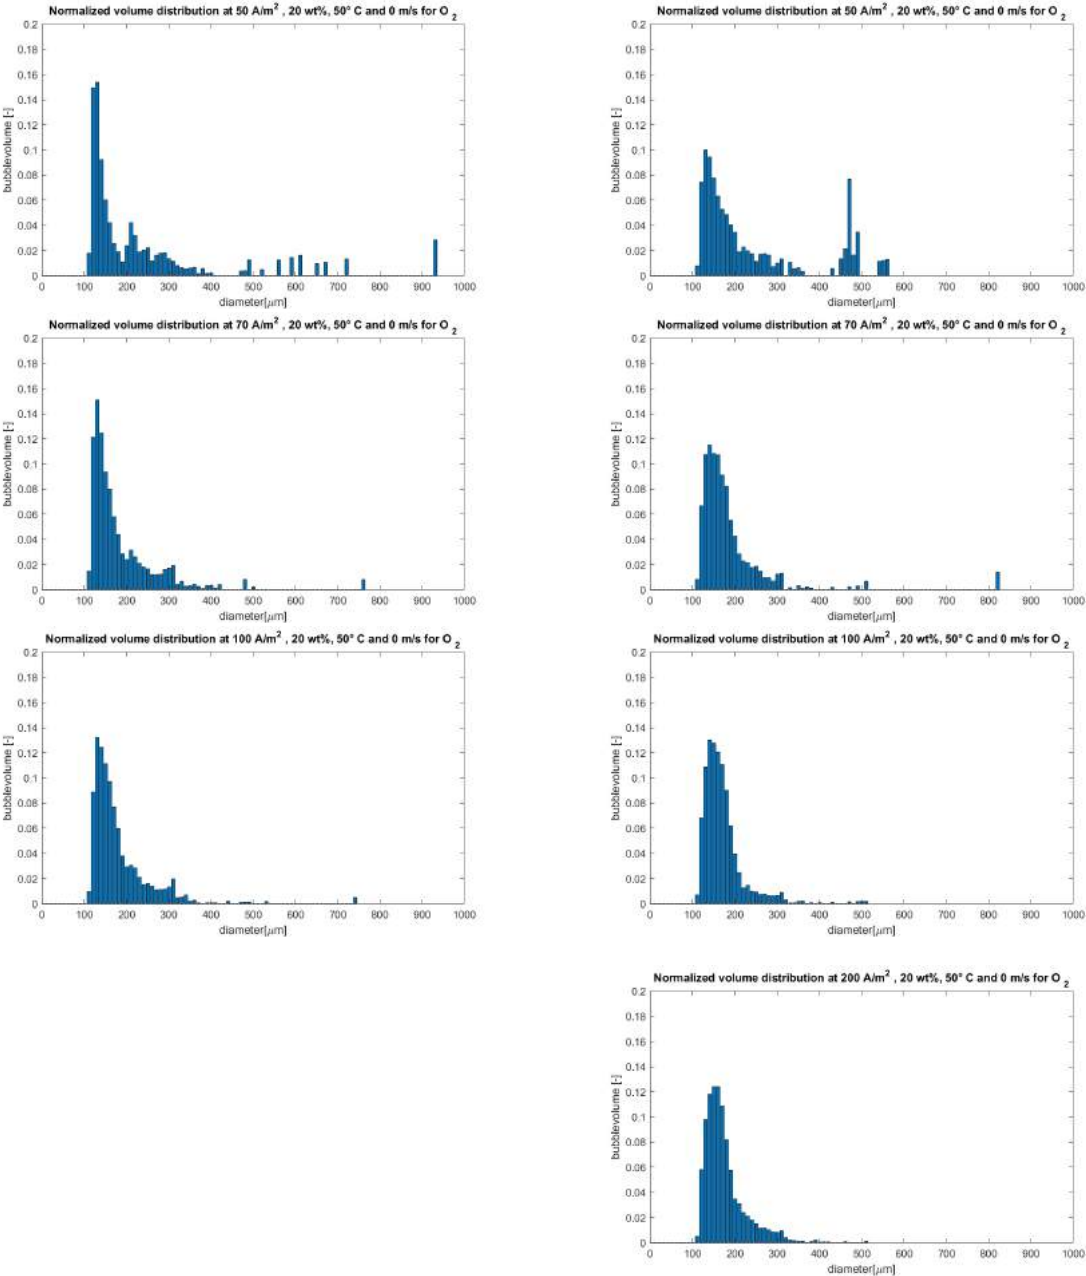 Normalized volume distribution at 50 A/m² , 20 wt%, 50° C and 0 m/s for O₂
0.2
0.18
0.16
0.14
0.12
0.1
0.08
0.06
0.04
0.02
0
bubblevolume [-]
0 100 200 300 400 500 600 700 800 900 1000
diameter[μm]
Normalized volume distribution at 50 A/m² , 20 wt%, 50° C and 0 m/s for O₂
0.2
0.18
0.16
0.14
0.12
0.1
0.08
0.06
0.04
0.02
0
bubblevolume [-]
0 100 200 300 400 500 600 700 800 900 1000
diameter[μm]
Normalized volume distribution at 70 A/m² , 20 wt%, 50° C and 0 m/s for O₂
0.2
0.18
0.16
0.14
0.12
0.1
0.08
0.06
0.04
0.02
0
bubblevolume [-]
0 100 200 300 400 500 600 700 800 900 1000
diameter[μm]
Normalized volume distribution at 70 A/m² , 20 wt%, 50° C and 0 m/s for O₂
0.2
0.18
0.16
0.14
0.12
0.1
0.08
0.06
0.04
0.02
0
bubblevolume [-]
0 100 200 300 400 500 600 700 800 900 1000
diameter[μm]
Normalized volume distribution at 100 A/m² , 20 wt%, 50° C and 0 m/s for O₂
0.2
0.18
0.16
0.14
0.12
0.1
0.08
0.06
0.04
0.02
0
bubblevolume [-]
0 100 200 300 400 500 600 700 800 900 1000
diameter[μm]
Normalized volume distribution at 100 A/m² , 20 wt%, 50° C and 0 m/s for O₂
0.2
0.18
0.16
0.14
0.12
0.1
0.08
0.06
0.04
0.02
0
bubblevolume [-]
0 100 200 300 400 500 600 700 800 900 1000
diameter[μm]
Normalized volume distribution at 200 A/m² , 20 wt%, 50° C and 0 m/s for O₂
0.2
0.18
0.16
0.14
0.12
0.1
0.08
0.06
0.04
0.02
0
bubblevolume [-]
0 100 200 300 400 500 600 700 800 900 1000
diameter[μm]